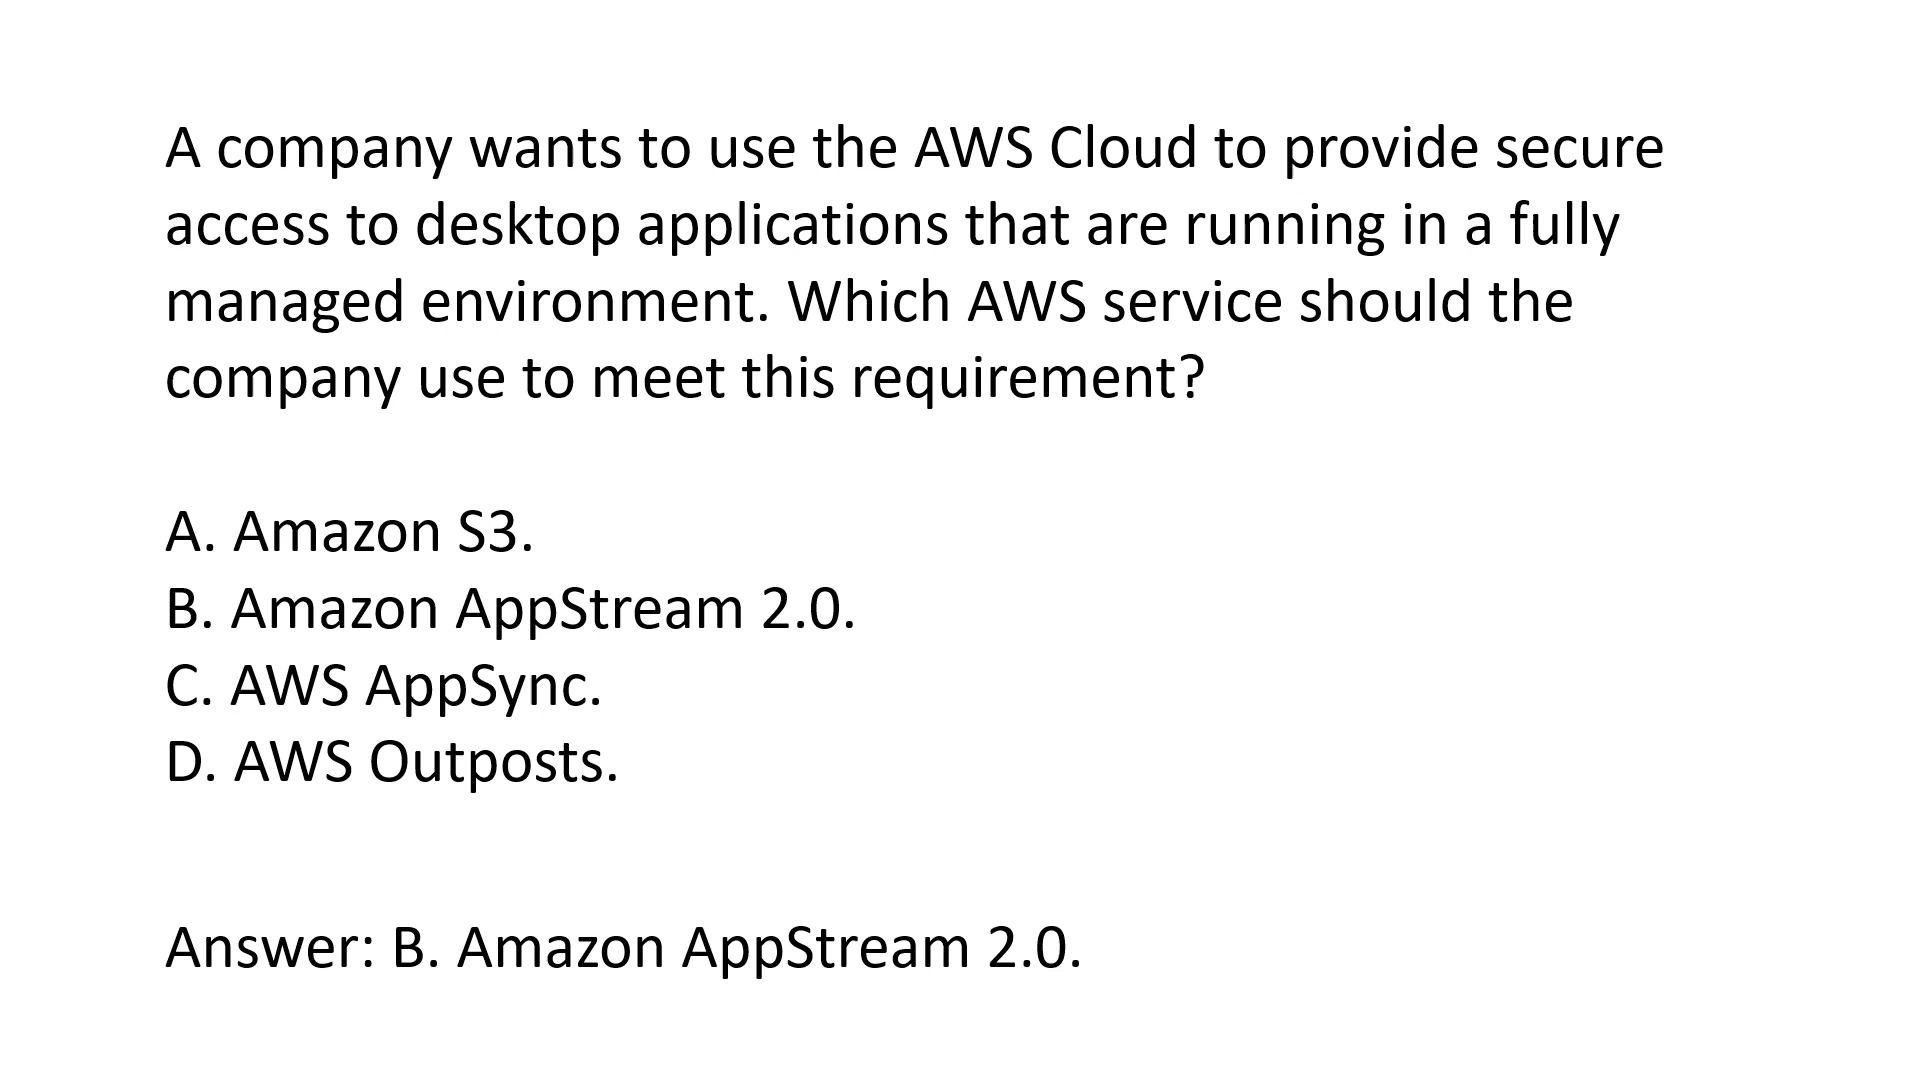 A company wants to use the AWS Cloud to provide secure
access to desktop applications that are running in a fully
managed environment. Which AWS service should the
company use to meet this requirement?
A. Amazon S3.
B. Amazon AppStream 2.0.
C. AWS AppSync.
D. AWS Outposts.
Answer: B. Amazon AppStream 2.0.